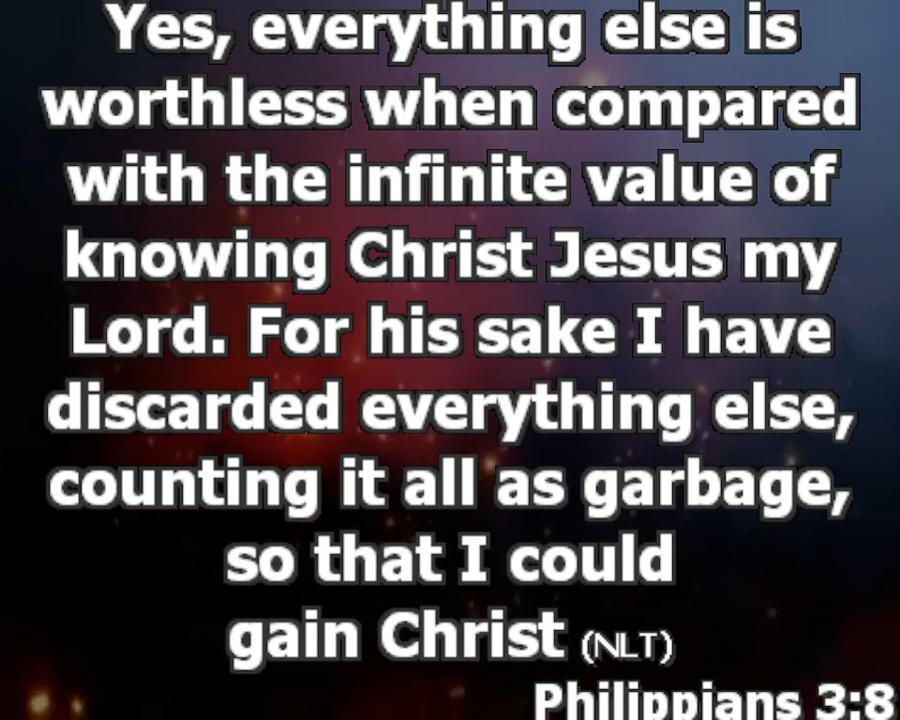 Yes, everything else is
worthless when compared
with the infinite value of
knowing Christ Jesus my
Lord. For his sake I have
discarded everything else,
counting it all as garbage,
so that I could
gain Christ (NLT)
Philippians 3:8